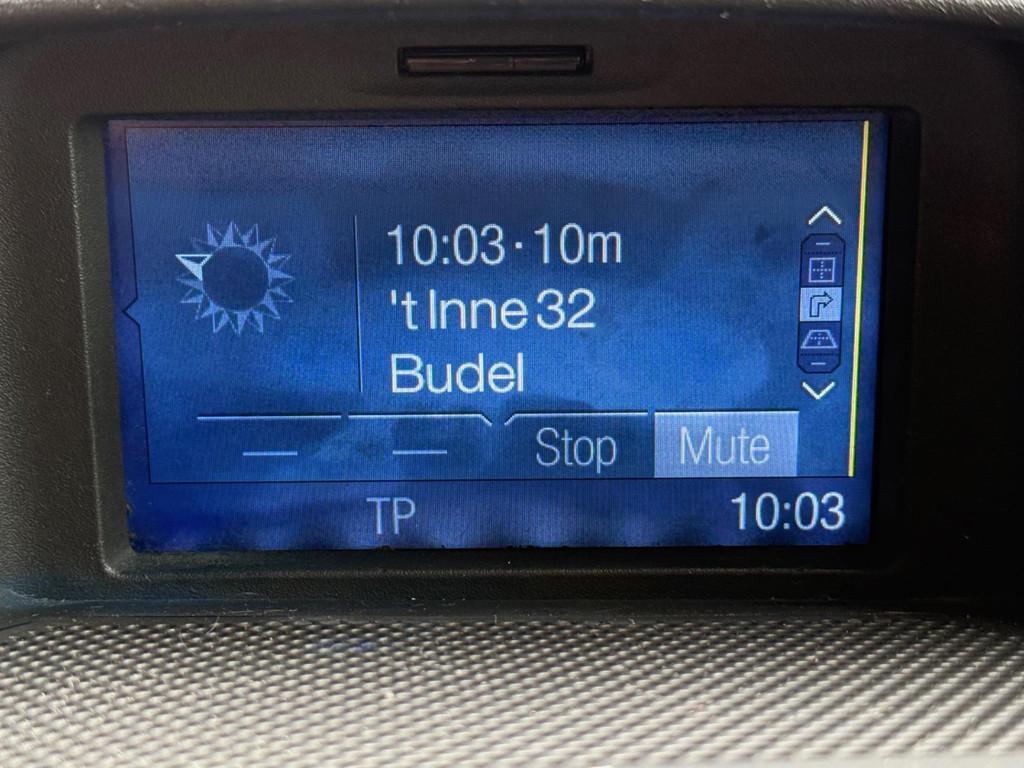 10:03·10m
't Inne 32
Budel
Stop Mute
TP 10:03